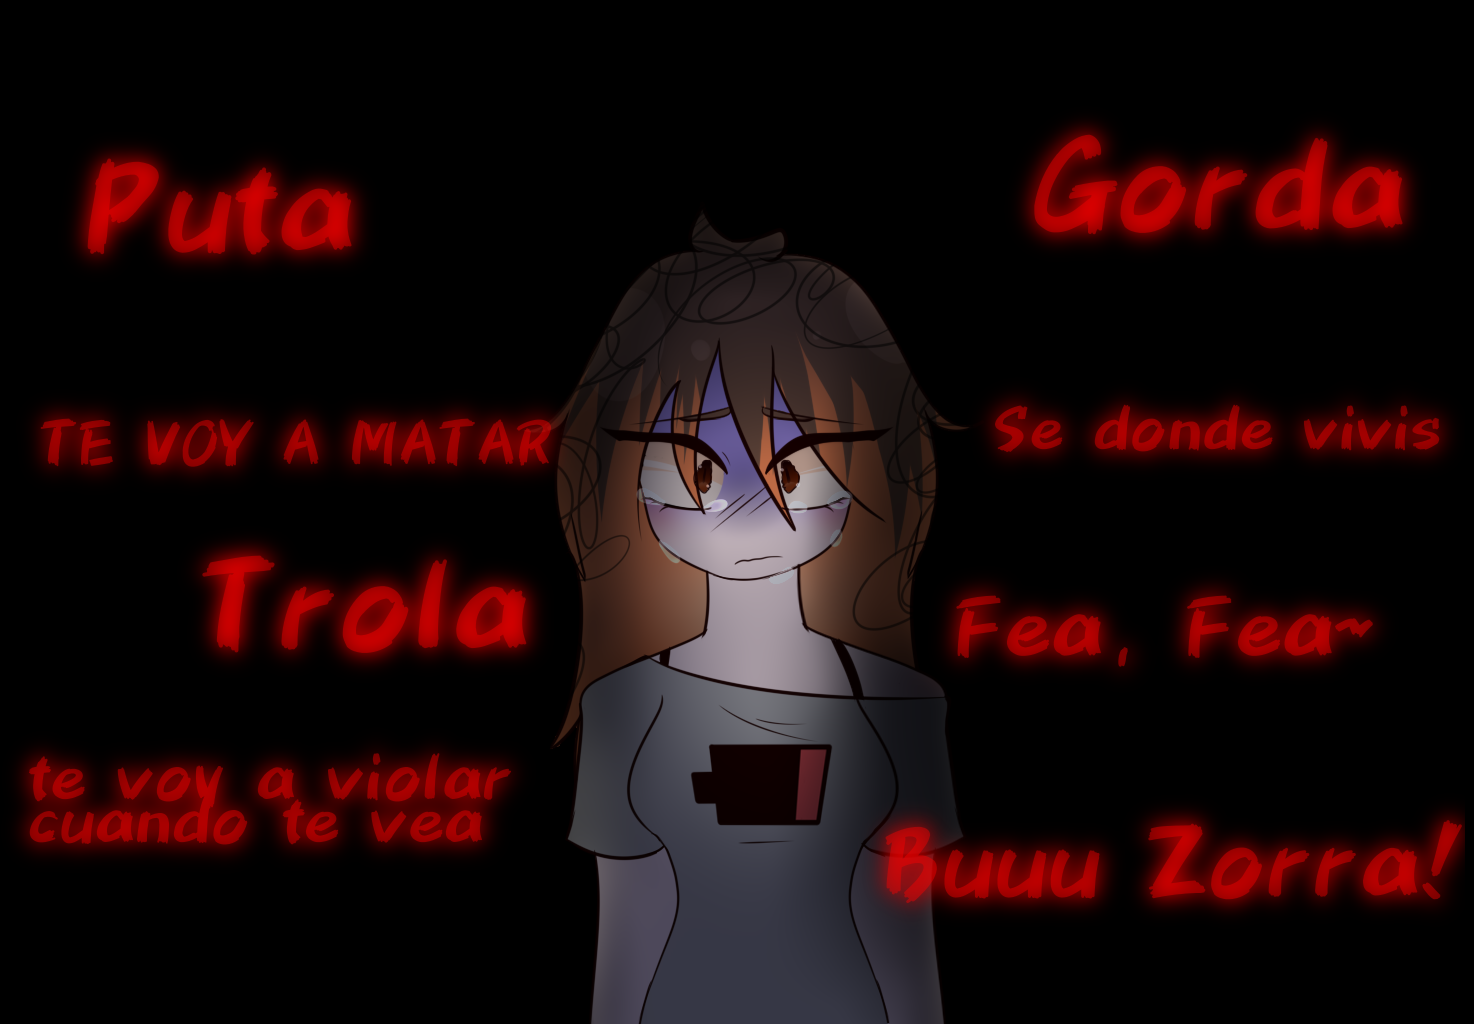 Puta
Gorda
TE VOY A MATAR
Se donde vivis
Trola
Fea, Fea~
te voy a violar
cuando te vea
Buuu Zorra!